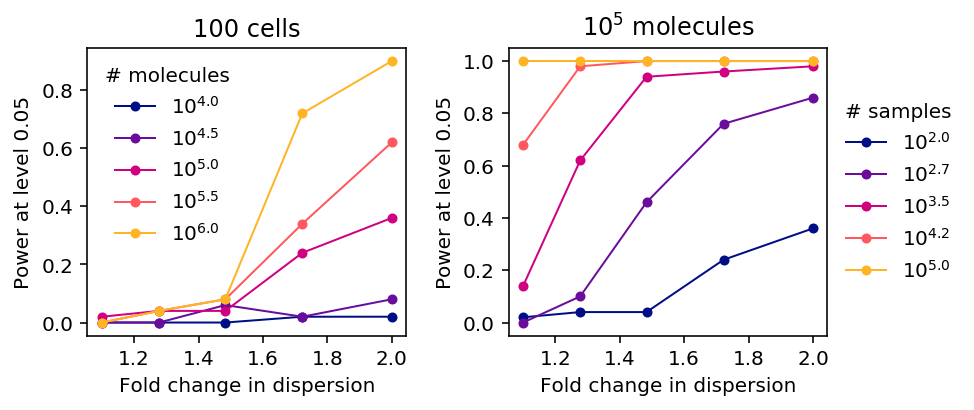 100 cells
Power at level 0.05
0.8
0.6
0.4
0.2
0.0
# molecules
10^4.0
10^4.5
10^5.0
10^5.5
10^6.0
1.2 1.4 1.6 1.8 2.0
Fold change in dispersion
10^5 molecules
Power at level 0.05
1.0
0.8
0.6
0.4
0.2
0.0
1.2 1.4 1.6 1.8 2.0
Fold change in dispersion
# samples
10^2.0
10^2.7
10^3.5
10^4.2
10^5.0